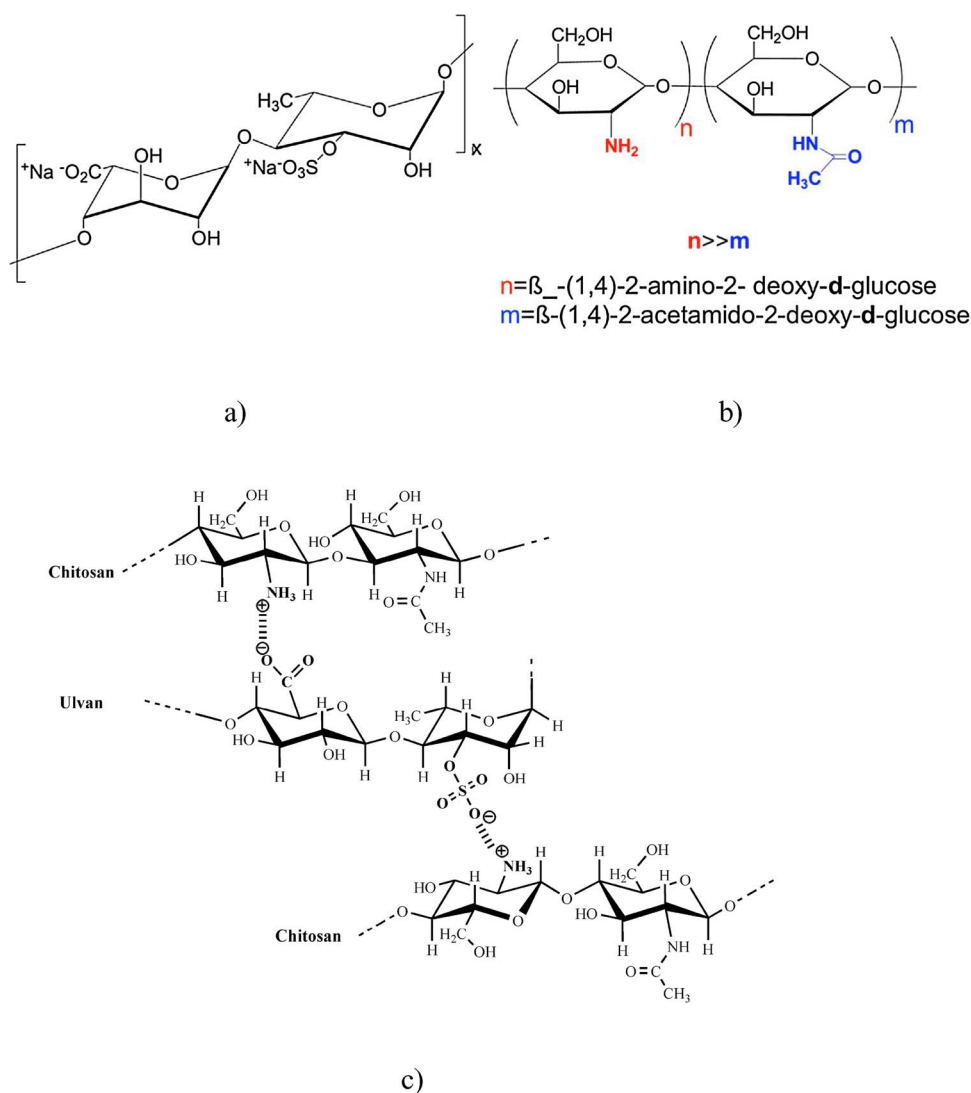 O
H₃C
O
O
⁺Na⁻O₃S
O
OH
x
⁺Na⁻O₂C
OH
O
O
OH
O
CH₂OH
O
OH
O
NH₂
n
CH₂OH
O
OH
O
HN
O
H₃C
m
n>>m
n=ß_-(1,4)-2-amino-2- deoxy-d-glucose
m=ß-(1,4)-2-acetamido-2-deoxy-d-glucose
a)
b)
Chitosan
H
H₂C
OH
H
O
HO
H
NH₃
H
O
H
H₂C
OH
H
O
HO
H
NH
O
C
CH₃
O
H
⊕
⊖
O
O
C
Ulvan
O
H
H
O
HO
H
OH
H
O
H₃C
H
O
H
H
OH
H
O
O
S
O
O
⊖
⊕
NH₃
H
Chitosan
HO
H
O
H
O
H₂C
OH
O
H
H₂C
OH
H
O
HO
H
NH
O
C
CH₃
O
H
c)